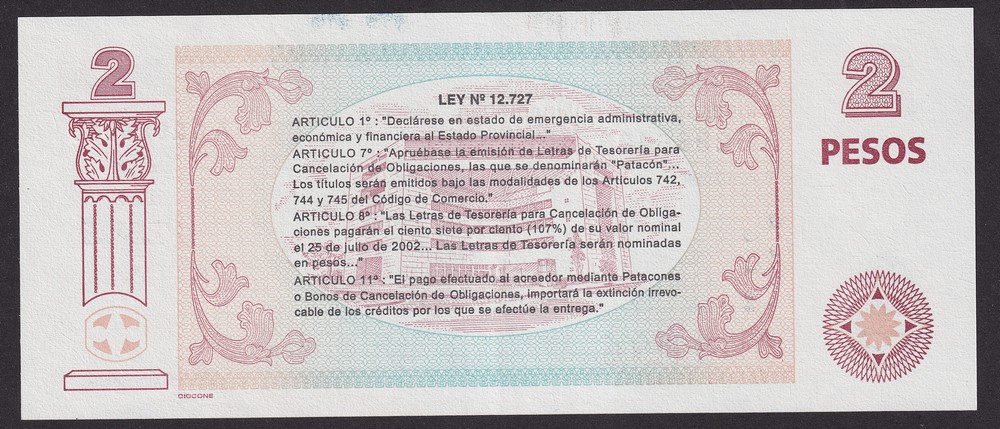 2
2
PESOS
LEY Nº 12.727
ARTICULO 1º : "Declárese en estado de emergencia administrativa,
económica y financiera al Estado Provincial..."
ARTICULO 7º : "Apruébase la emisión de Letras de Tesorería para
Cancelación de Obligaciones, las que se denominarán "Patacón"...
Los títulos serán emitidos bajo las modalidades de los Artículos 742,
744 y 745 del Código de Comercio."
ARTICULO 8º : "Las Letras de Tesorería para Cancelación de Obliga-
ciones pagarán el ciento siete por ciento (107%) de su valor nominal
el 25 de julio de 2002... Las Letras de Tesorería serán nominadas
en pesos..."
ARTICULO 11º : "El pago efectuado al acreedor mediante Patacones
o Bonos de Cancelación de Obligaciones, importará la extinción irrevo-
cable de los créditos por los que se efectúe la entrega."
CICCONE